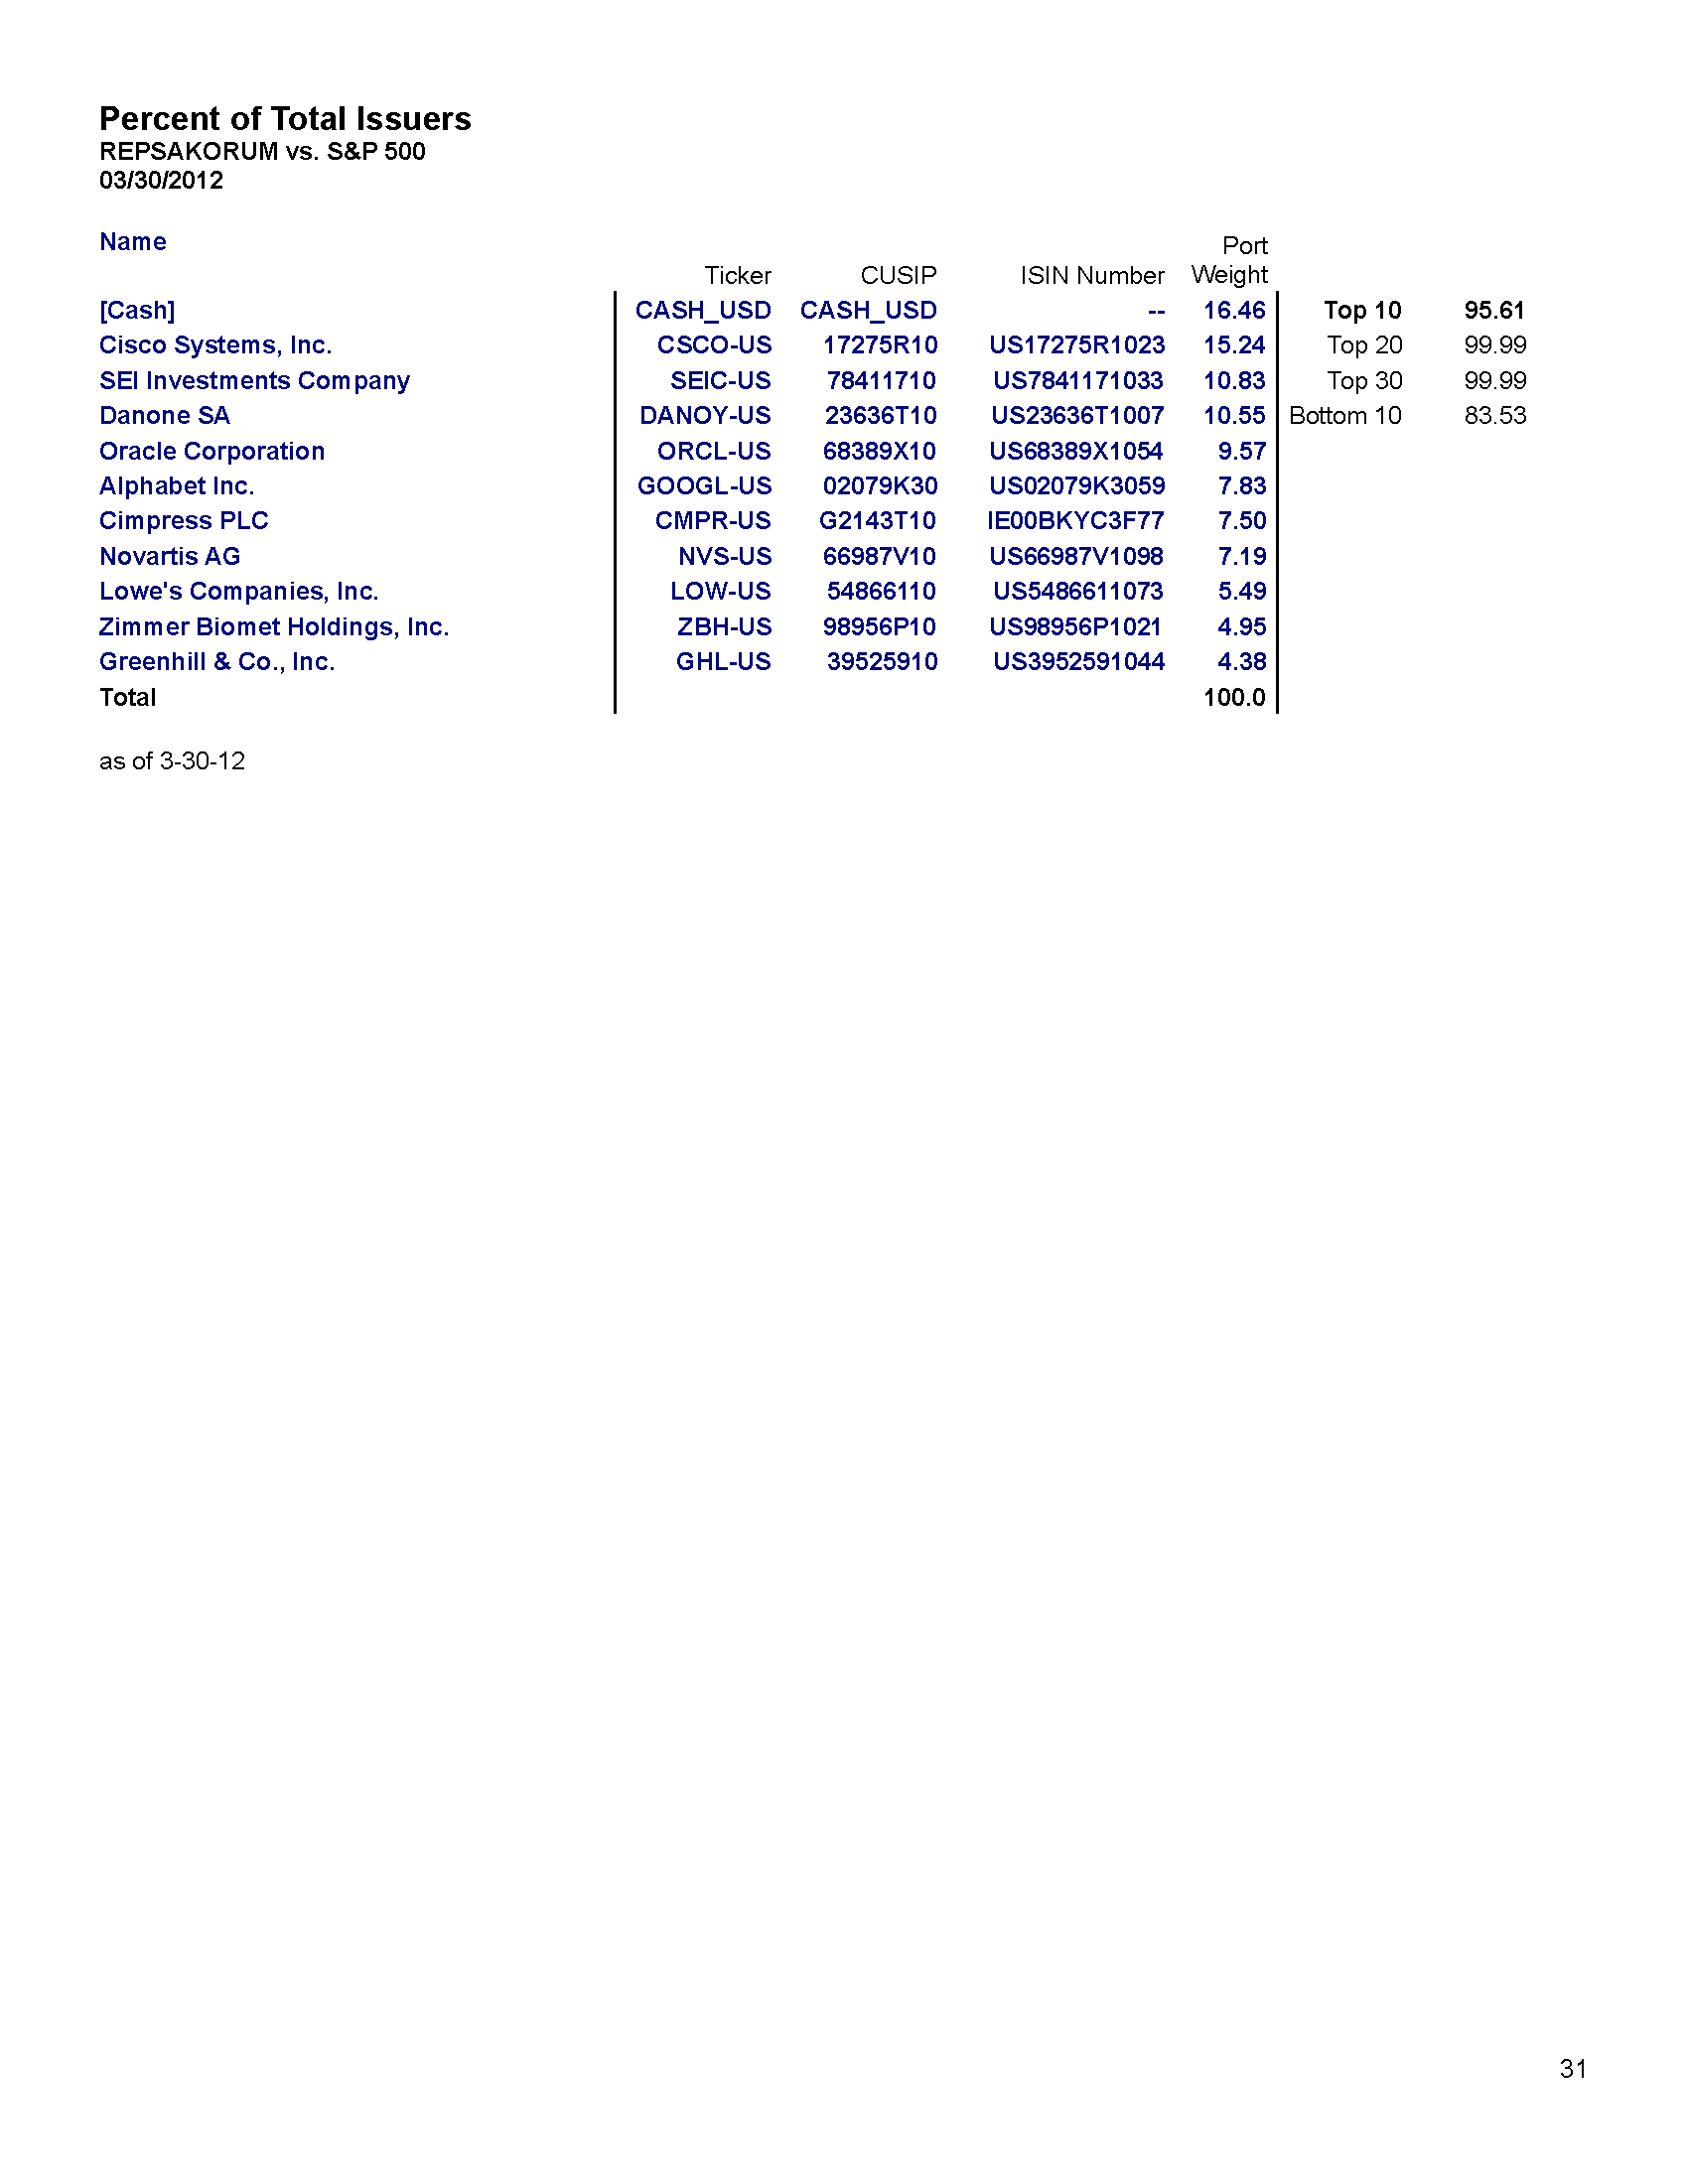 Percent of Total Issuers
REPSAKORUM vs. S&P 500
03/30/2012
Name Ticker CUSIP ISIN Number Port Weight
[Cash] CASH_USD CASH_USD -- 16.46 Top 10 95.61
Cisco Systems, Inc. CSCO-US 17275R10 US17275R1023 15.24 Top 20 99.99
SEI Investments Company SEIC-US 78411710 US7841171033 10.83 Top 30 99.99
Danone SA DANOY-US 23636T10 US23636T1007 10.55 Bottom 10 83.53
Oracle Corporation ORCL-US 68389X10 US68389X1054 9.57
Alphabet Inc. GOOGL-US 02079K30 US02079K3059 7.83
Cimpress PLC CMPR-US G2143T10 IE00BKYC3F77 7.50
Novartis AG NVS-US 66987V10 US66987V1098 7.19
Lowe's Companies, Inc. LOW-US 54866110 US5486611073 5.49
Zimmer Biomet Holdings, Inc. ZBH-US 98956P10 US98956P1021 4.95
Greenhill & Co., Inc. GHL-US 39525910 US3952591044 4.38
Total 100.0
as of 3-30-12
31